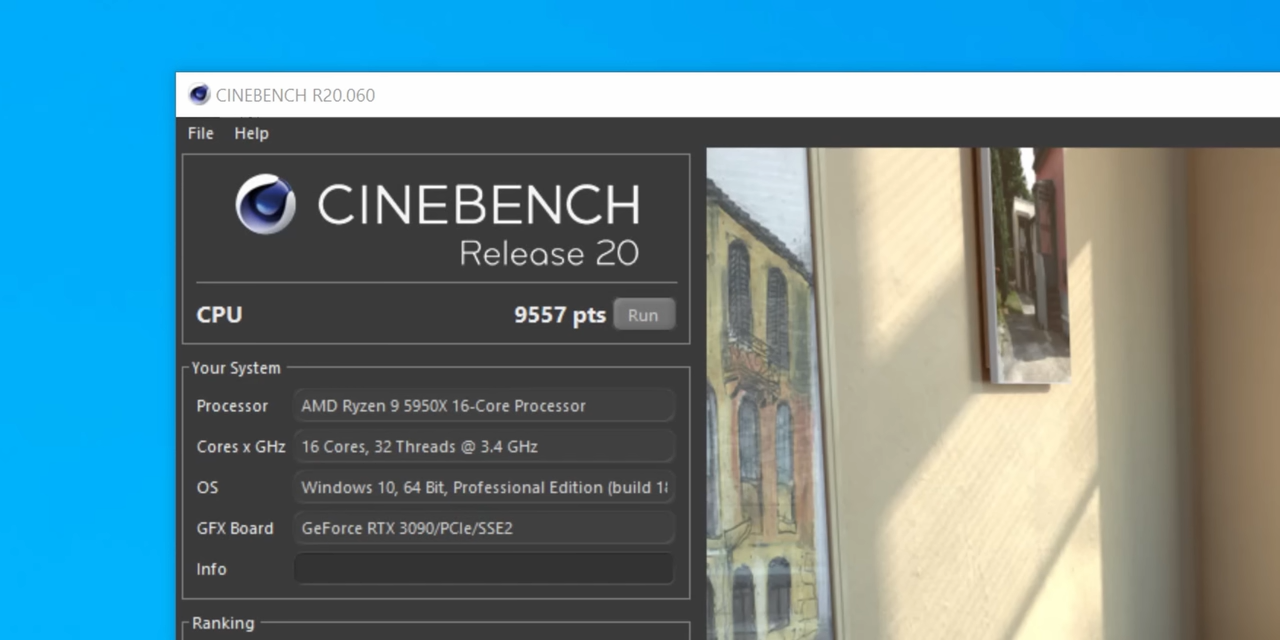 CINEBENCH R20.060
File Help
CINEBENCH
Release 20
CPU 9557 pts Run
Your System
Processor AMD Ryzen 9 5950X 16-Core Processor
Cores x GHz 16 Cores, 32 Threads @ 3.4 GHz
OS Windows 10, 64 Bit, Professional Edition (build
GFX Board GeForce RTX 3090/PCIe/SSE2
Info
Ranking